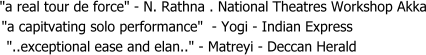 "a real tour de force" - N. Rathna . National Theatres Workshop Akka
"a capitvating solo performance"  - Yogi - Indian Express
"..exceptional ease and elan.." - Matreyi - Deccan Herald